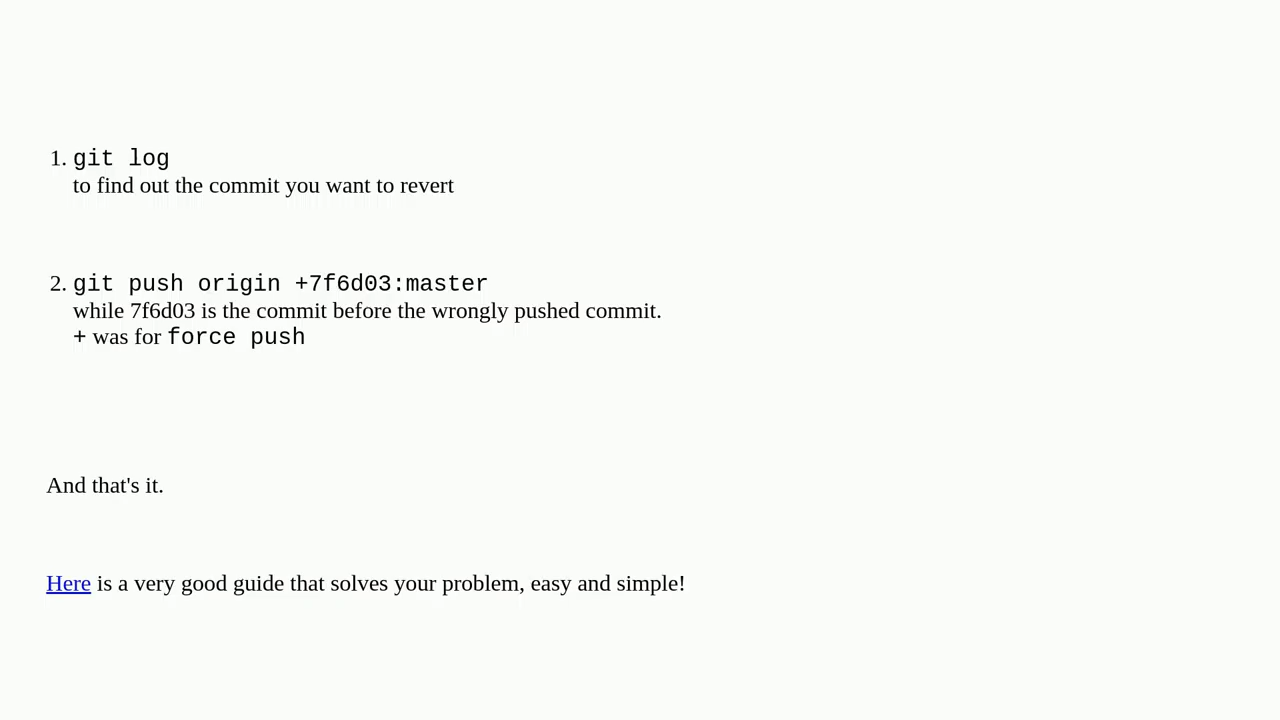 1. git log
to find out the commit you want to revert
2. git push origin +7f6d03:master
while 7f6d03 is the commit before the wrongly pushed commit.
+ was for force push
And that's it.
Here is a very good guide that solves your problem, easy and simple!